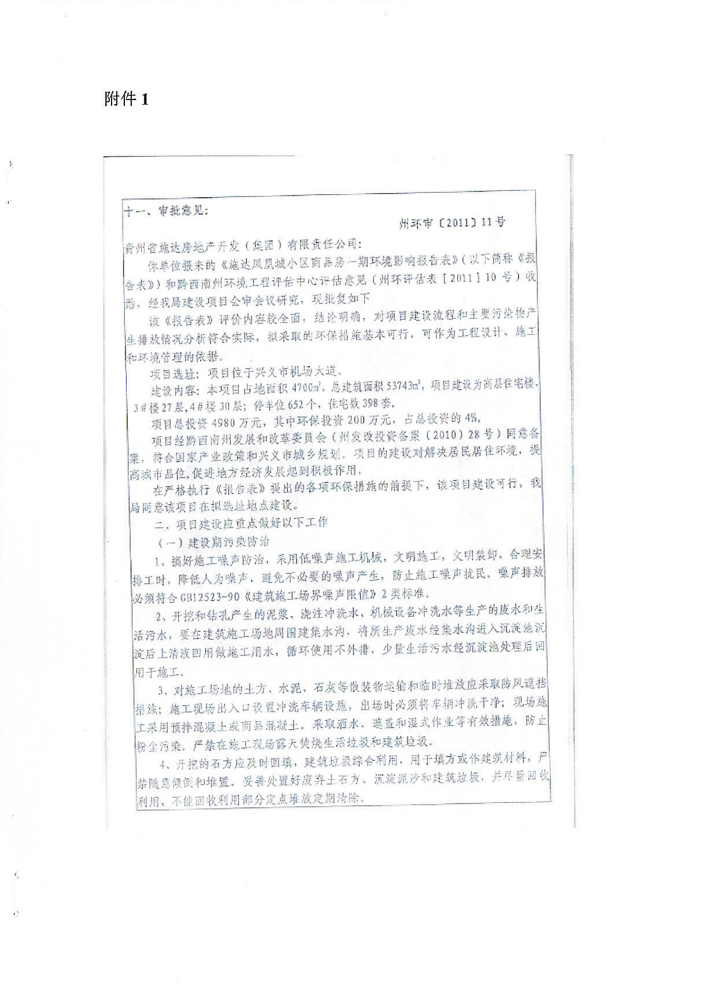 附件 1
十一、审批意见：
州环审〔2011〕11 号
贵州省施达房地产开发（集团）有限责任公司：
你单位报来的《施达凤凰城小区商品房一期环境影响报告表》（以下简称《报
告表》）和黔西南州环境工程评估中心评估意见（州环评估表［2011］10 号）收
悉，经我局建设项目会审会议研究，现批复如下
该《报告表》评价内容较全面，结论明确，对项目建设流程和主要污染物产
生排放情况分析符合实际，拟采取的环保措施基本可行，可作为工程设计、施工
和环境管理的依据。
项目选址：项目位于兴义市机场大道。
建设内容：本项目占地面积 4700㎡，总建筑面积 53743㎡，项目建设为高层住宅楼，
3＃楼 27 层,4＃楼 30 层；停车位 652 个，住宅数 398 套。
项目总投资 4980 万元，其中环保投资 200 万元，占总投资的 4%。
项目经黔西南州发展和改革委员会（州发改投资备案（2010）28 号）同意备
案，符合国家产业政策和兴义市城乡规划。项目的建设对解决居民居住环境，提
高城市品位,促进地方经济发展起到积极作用。
在严格执行《报告表》提出的各项环保措施的前提下，该项目建设可行，我
局同意该项目在拟选址地点建设。
二、项目建设应重点做好以下工作
（一）建设期污染防治
1、搞好施工噪声防治，采用低噪声施工机械，文明施工，文明装卸，合理安
排工时，降低人为噪声，避免不必要的噪声产生，防止施工噪声扰民。噪声排放
必须符合 GB12523-90《建筑施工场界噪声限值》2 类标准。
2、开挖和钻孔产生的泥浆、浇注冲洗水、机械设备冲洗水等生产的废水和生
活污水，要在建筑施工场地周围建集水沟，将所生产废水经集水沟进入沉淀池沉
淀后上清液回用做施工用水，循环使用不外排，少量生活污水经沉淀池处理后回
用于施工。
3、对施工场地的土方、水泥、石灰等散装物运输和临时堆放应采取防风遮挡
措施；施工现场出入口设置冲洗车辆设施，出场时必须将车辆冲洗干净；现场施
工采用预拌混凝土或商品混凝土。采取洒水、遮盖和湿式作业等有效措施，防止
粉尘污染。严禁在施工现场露天焚烧生活垃圾和建筑垃圾。
4、开挖的石方应及时回填，建筑垃圾综合利用，用于填方或作建筑材料，严
禁随意倾倒和堆置。妥善处置好废弃土石方、沉淀泥沙和建筑垃圾，并尽量回收
利用，不能回收利用部分定点堆放定期清除。